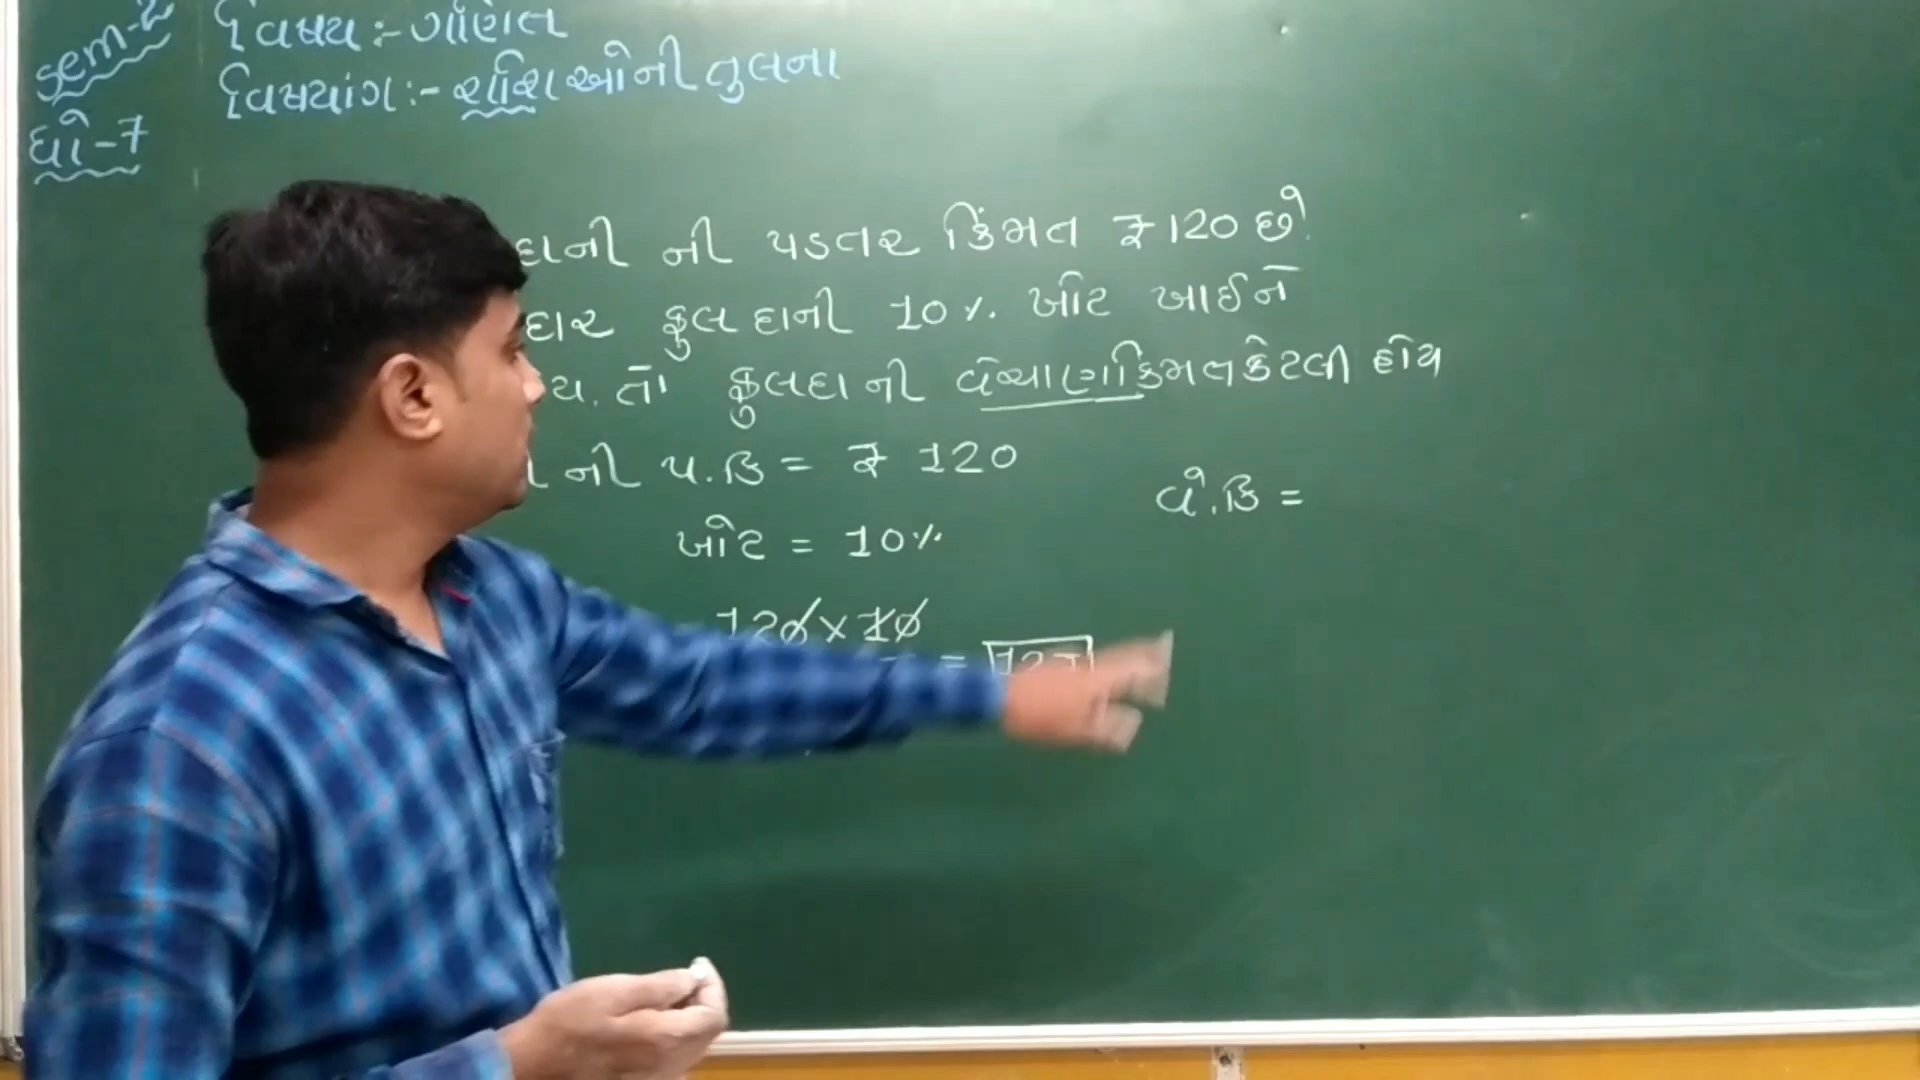 sem-2
વિષય :- ગણિત
વિષયાંગ :- રાશિઓની તુલના
ધો-7
દાની ની પડતર કિંમત ₹ 120 છે.
દાર ફુલદાની 10% ખોટ ખાઈને
ય. તો ફુલદાની વેચાણ કિંમત કેટલી હોય
ની પ.કિ = ₹ 120
વે.કિ =
ખોટ = 10%
120 × 10
=